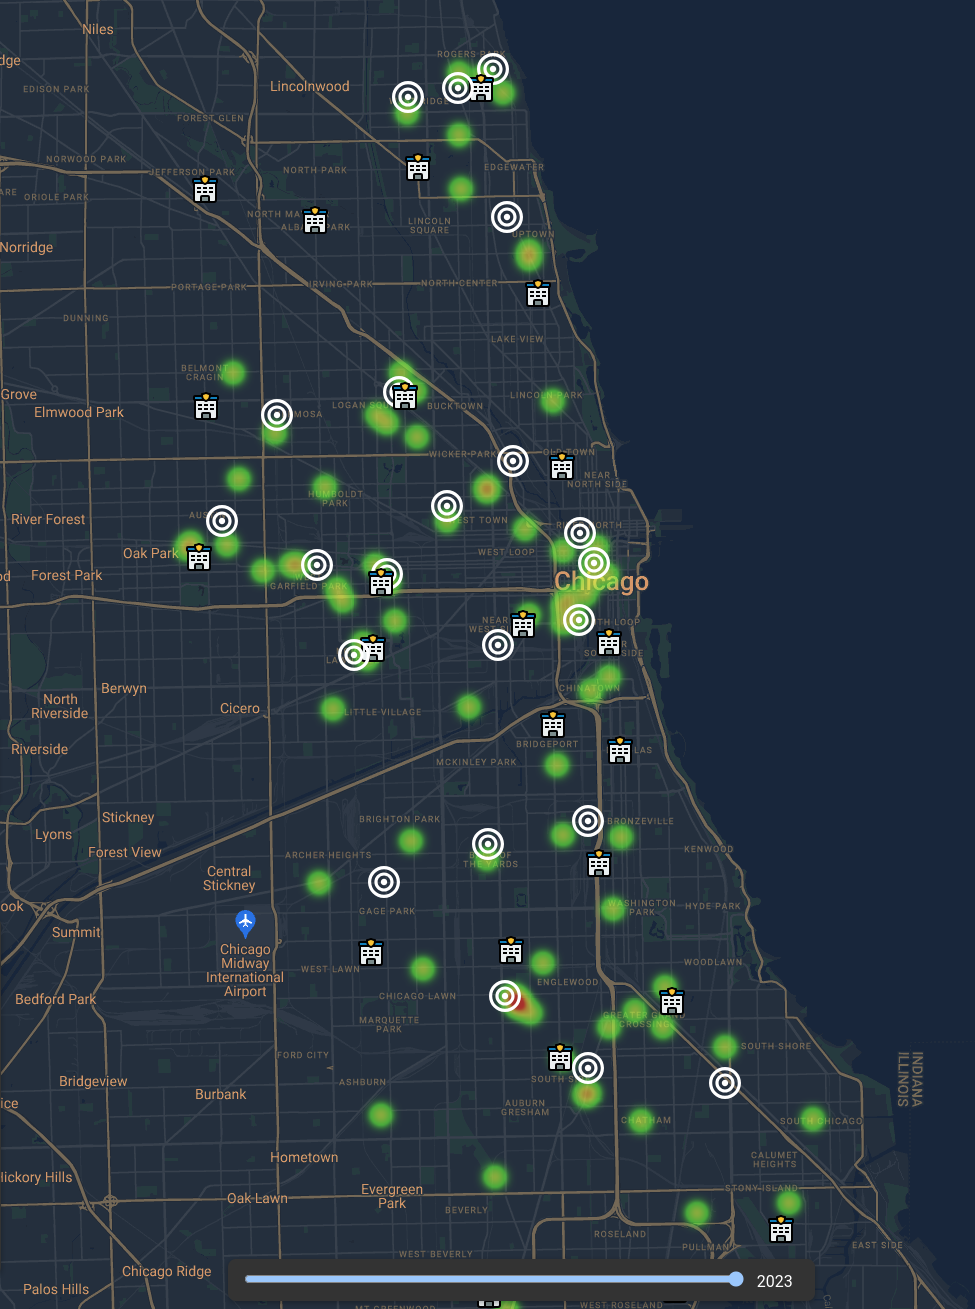 Niles
ROGERS PARK
dge
Lincolnwood
EDISON PARK
FOREST GLEN
NORWOOD PARK
JEFFERSON PARK
NORTH PARK
EDGEWATER
ORIOLE PARK
NORTH MA
ALBA PARK
LINCOLN
SQUARE
UPTOWN
Norridge
PORTAGE PARK
IRVING PARK
NORTH CENTER
DUNNING
LAKE VIEW
BELMONT
CRAGIN
Grove
Elmwood Park
MOSA
LOGAN SQU
BUCKTOWN
LINCOLN PARK
WICKER PARK
OLD TOWN
NEAR
NORTH SIDE
HUMBOLDT
PARK
River Forest
AUS
EST TOWN
RI NORTH
Oak Park
WEST LOOP
Forest Park
GARFIELD PARK
Chicago
NEAR
WEST S
TH LOOP
SO SIDE
LA
Berwyn
CHINATOWN
North
Riverside
Cicero
LITTLE VILLAGE
Riverside
BRIDGEPORT
LAS
MCKINLEY PARK
Stickney
BRIGHTON PARK
BRONZEVILLE
Lyons
Forest View
ARCHER HEIGHTS
B OF
THE YARDS
KENWOOD
Central
Stickney
ook
GAGE PARK
WASHINGTON
PARK
HYDE PARK
Summit
Chicago
Midway
International
Airport
WEST LAWN
WOODLAWN
ENGLEWOOD
Bedford Park
CHICAGO LAWN
GREATER GRAND
CROSSING
MARQUETTE
PARK
SOUTH SHORE
FORD CITY
INDIANA
ILLINOIS
Bridgeview
ASHBURN
SOUTH S
Burbank
ice
AUBURN
GRESHAM
CHATHAM
SOUTH CHICAGO
Hometown
CALUMET
HEIGHTS
lickory Hills
Evergreen
Park
STONY ISLAND
Oak Lawn
BEVERLY
ROSELAND
PULLMAN
EAST SIDE
WEST BEVERLY
Chicago Ridge
2023
Palos Hills
MT GREENWOOD
WEST ROSELAND